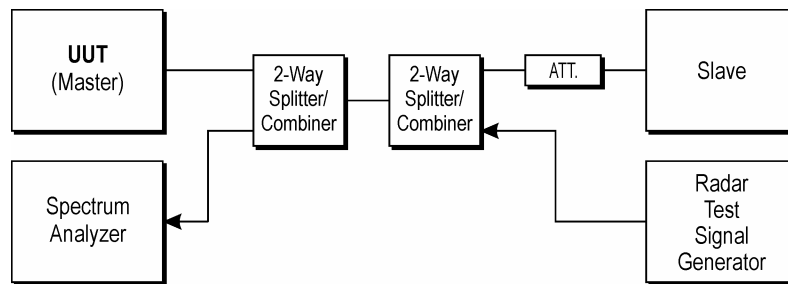 UUT
(Master)
2-Way
Splitter/
Combiner
2-Way
Splitter/
Combiner
ATT.
Slave
Spectrum
Analyzer
Radar
Test
Signal
Generator